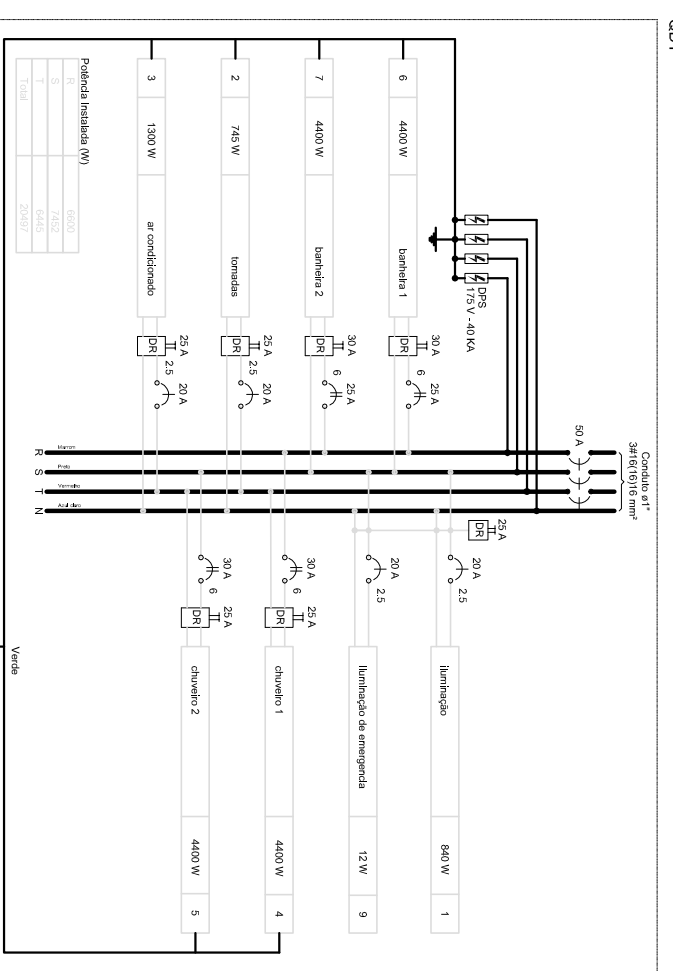 QD1
Conduto ø1"
3#16(16)16 mm²
50 A
DPS
175 V - 40 KA
6
4400 W
banheira 1
30 A
DR
25 A
6
7
4400 W
banheira 2
30 A
DR
25 A
6
2
745 W
tomadas
25 A
DR
20 A
2.5
3
1300 W
ar condicionado
25 A
DR
20 A
2.5
Potência Instalada (W)
R 6600
S 7452
T 6445
Total 20497
Marrom
Preto
Vermelho
Azul claro
R
S
T
N
25 A
DR
20 A
2.5
iluminação
840 W
1
20 A
2.5
Iluminação de emergencia
12 W
9
30 A
6
25 A
DR
chuveiro 1
4400 W
4
30 A
6
25 A
DR
chuveiro 2
4400 W
5
Verde